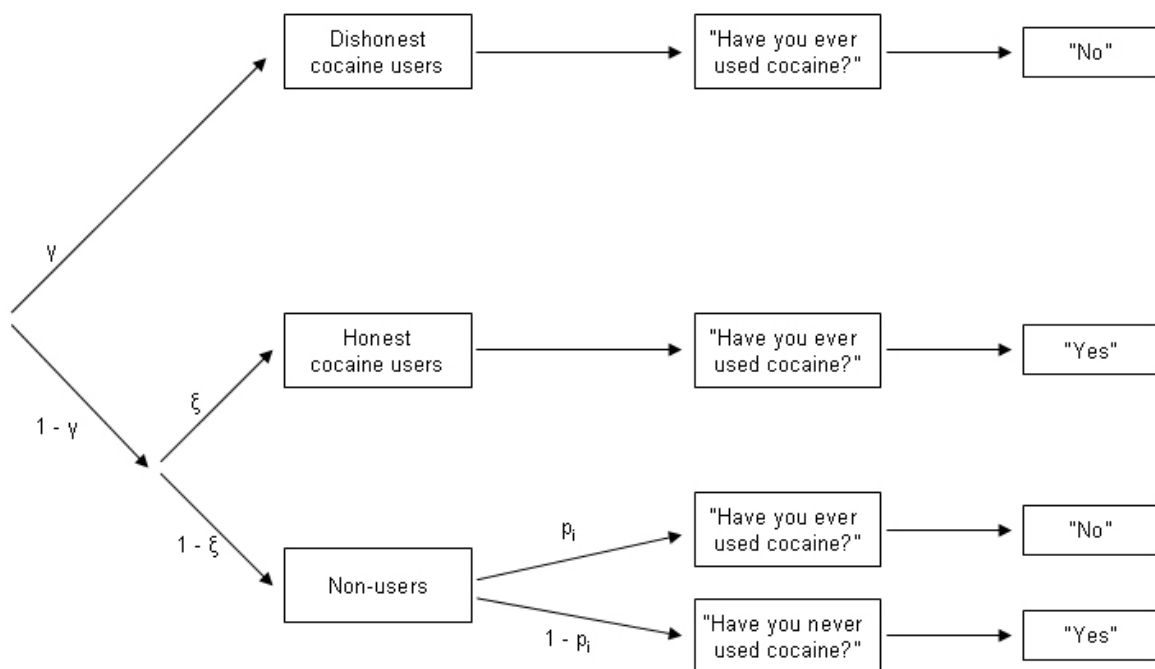 Dishonest
cocaine users
"Have you ever
used cocaine?"
"No"
γ
Honest
cocaine users
"Have you ever
used cocaine?"
"Yes"
ξ
1 - γ
1 - ξ
Non-users
pi
"Have you ever
used cocaine?"
"No"
1 - pi
"Have you never
used cocaine?"
"Yes"